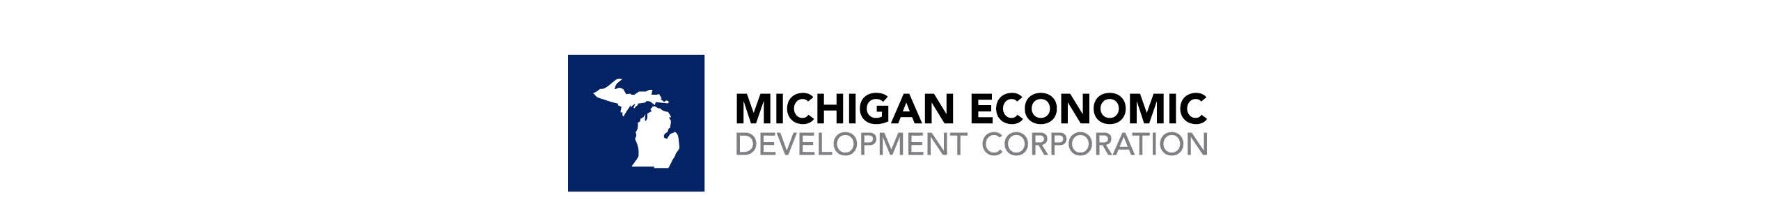 MICHIGAN ECONOMIC
DEVELOPMENT CORPORATION